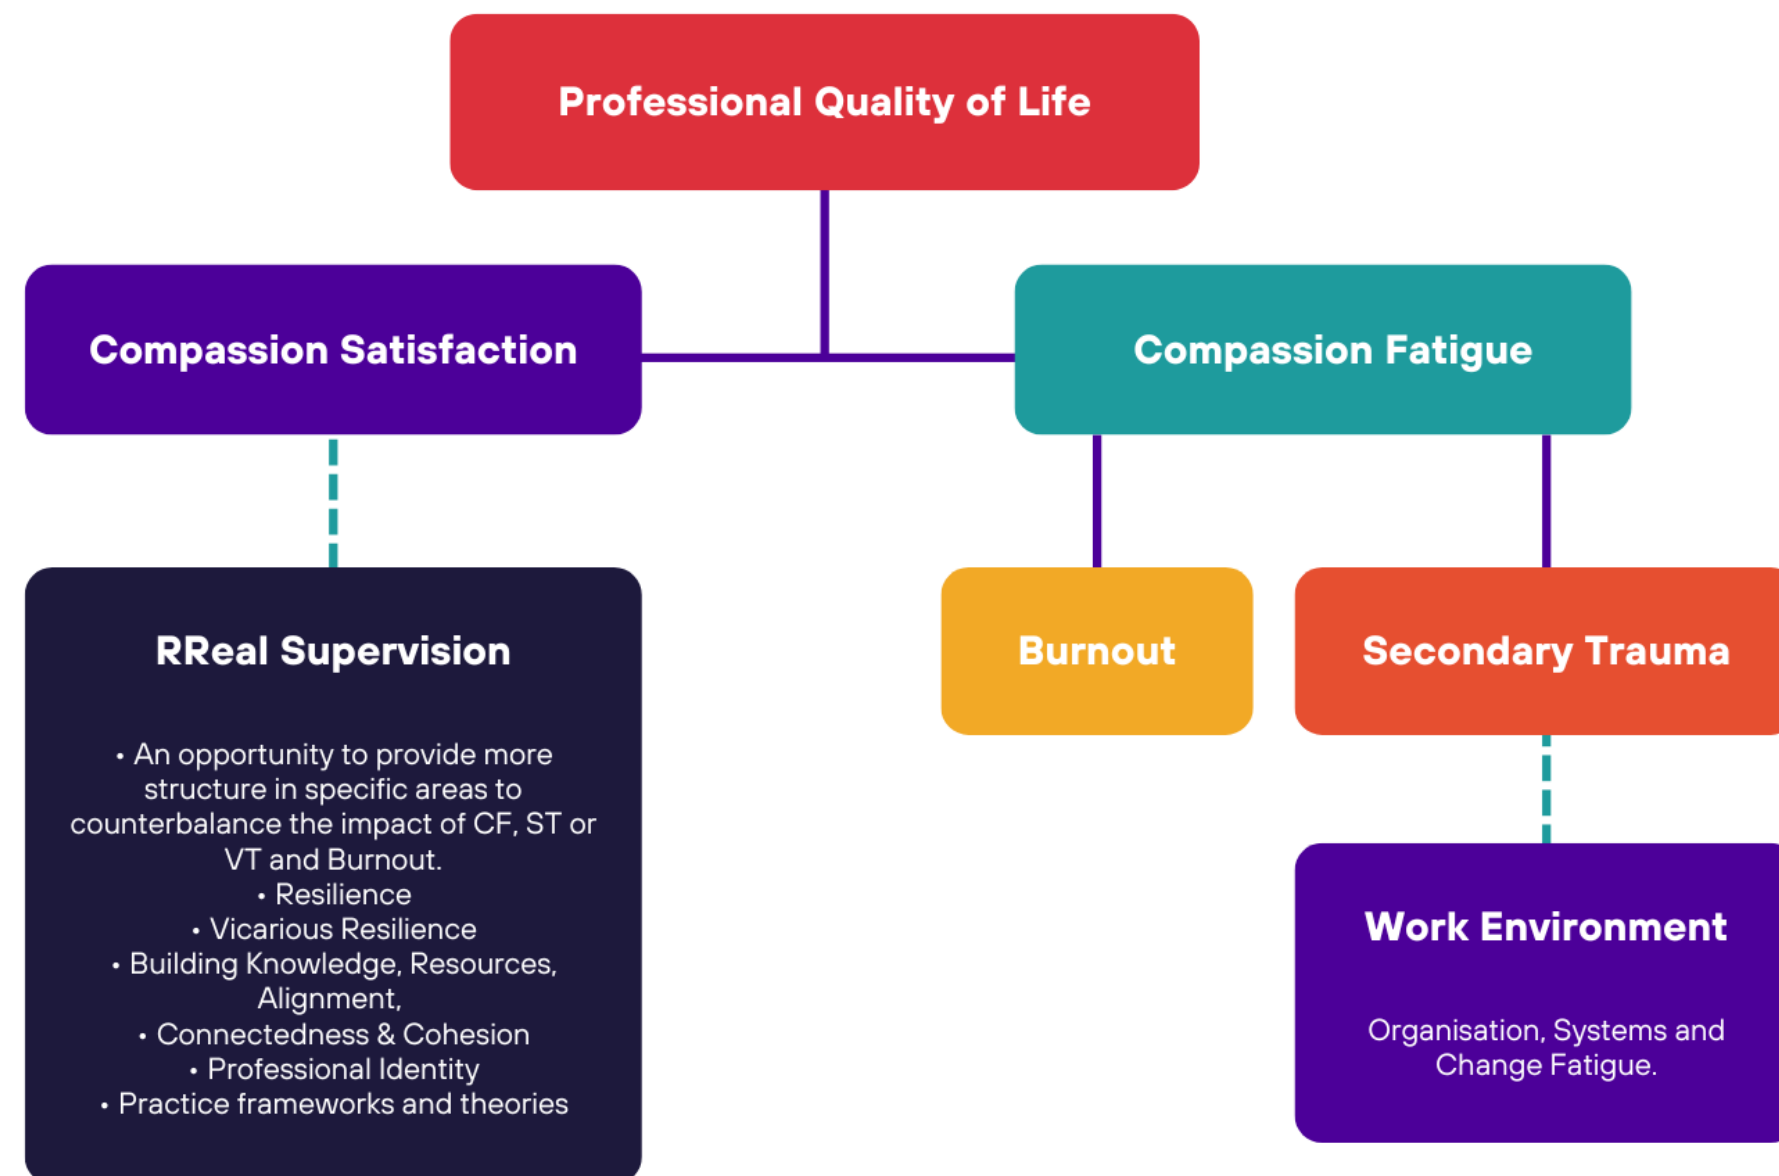 Professional Quality of Life
Compassion Satisfaction
Compassion Fatigue
RReal Supervision
• An opportunity to provide more
structure in specific areas to
counterbalance the impact of CF, ST or
VT and Burnout.
• Resilience
• Vicarious Resilience
• Building Knowledge, Resources,
Alignment,
• Connectedness & Cohesion
• Professional Identity
• Practice frameworks and theories
Burnout
Secondary Trauma
Work Environment
Organisation, Systems and
Change Fatigue.